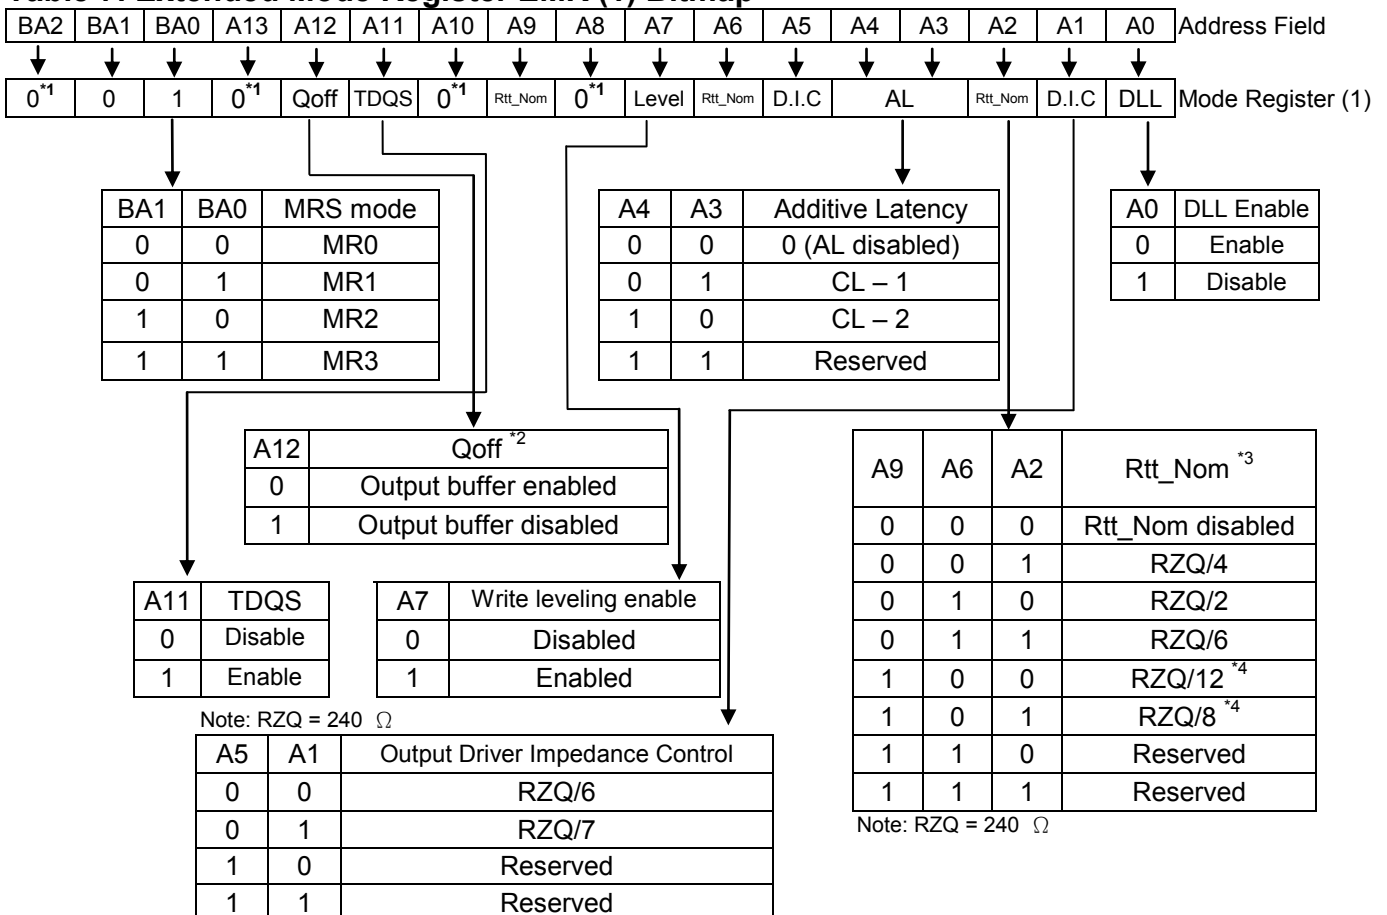 Table 7. Extended Mode Register EMR (1) Bitmap
BA2 BA1 BA0 A13 A12 A11 A10 A9 A8 A7 A6 A5 A4 A3 A2 A1 A0 Address Field
0*1 0 1 0*1 Qoff TDQS 0*1 Rtt_Nom 0*1 Level Rtt_Nom D.I.C AL Rtt_Nom D.I.C DLL Mode Register (1)
BA1 BA0 MRS mode
0 0 MR0
0 1 MR1
1 0 MR2
1 1 MR3
A4 A3 Additive Latency
0 0 0 (AL disabled)
0 1 CL – 1
1 0 CL – 2
1 1 Reserved
A0 DLL Enable
0 Enable
1 Disable
A12 Qoff *2
0 Output buffer enabled
1 Output buffer disabled
A9 A6 A2 Rtt_Nom *3
0 0 0 Rtt_Nom disabled
0 0 1 RZQ/4
0 1 0 RZQ/2
0 1 1 RZQ/6
1 0 0 RZQ/12 *4
1 0 1 RZQ/8 *4
1 1 0 Reserved
1 1 1 Reserved
Note: RZQ = 240 Ω
A11 TDQS
0 Disable
1 Enable
A7 Write leveling enable
0 Disabled
1 Enabled
Note: RZQ = 240 Ω
A5 A1 Output Driver Impedance Control
0 0 RZQ/6
0 1 RZQ/7
1 0 Reserved
1 1 Reserved